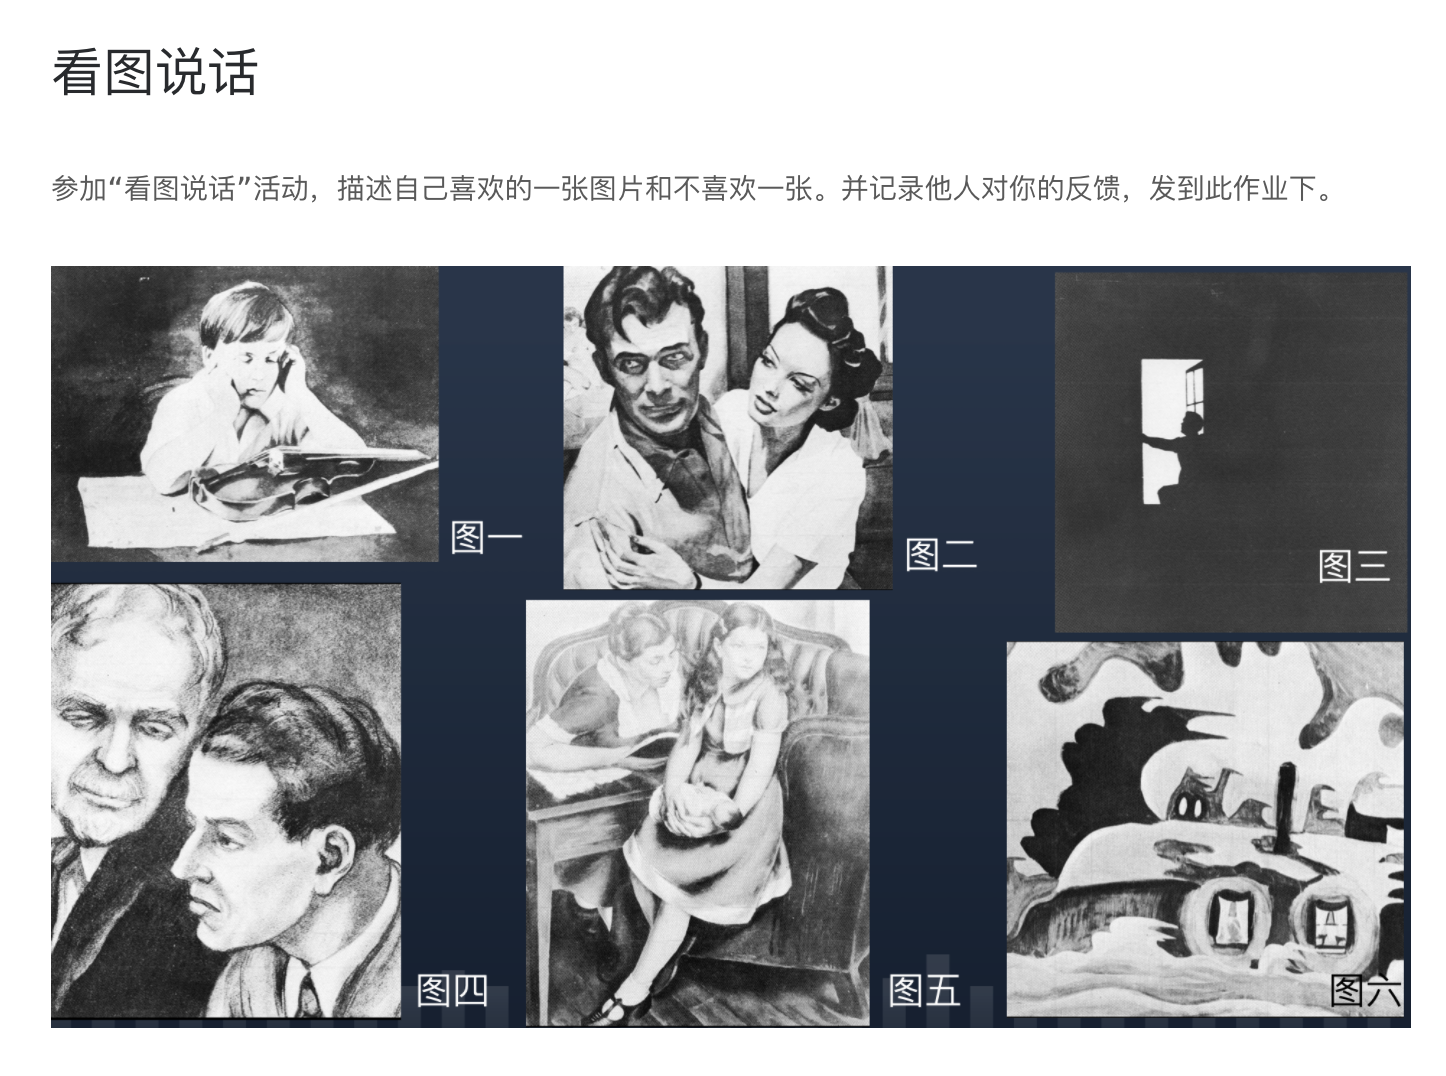 看图说话
参加“看图说话”活动，描述自己喜欢的一张图片和不喜欢一张。并记录他人对你的反馈，发到此作业下。
图一
图二
图三
图四
图五
图六